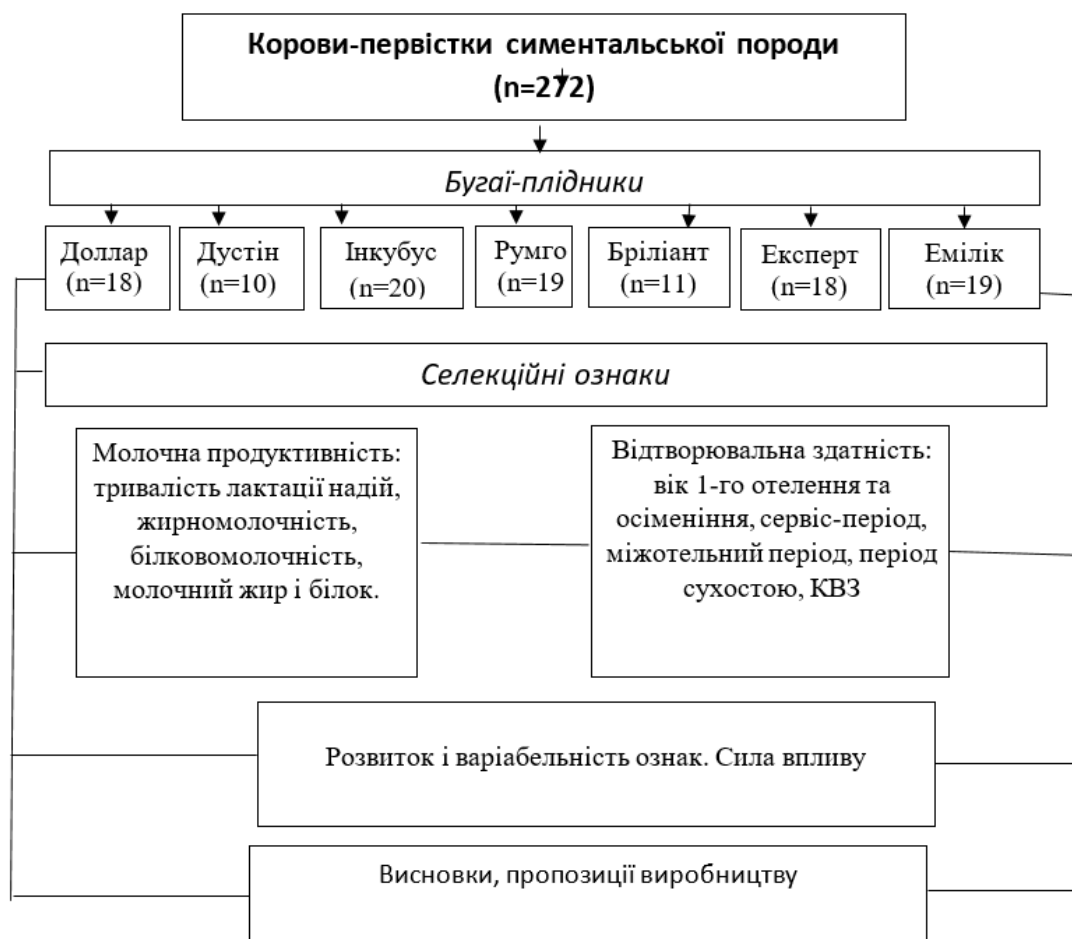 Корови-первістки симентальської породи
(n=272)
Бугаї-плідники
Доллар
(n=18)
Дустін
(n=10)
Інкубус
(n=20)
Румго
(n=19
Бріліант
(n=11)
Експерт
(n=18)
Емілік
(n=19)
Селекційні ознаки
Молочна продуктивність:
тривалість лактації надій,
жирномолочність,
білковомолочність,
молочний жир і білок.
Відтворювальна здатність:
вік 1-го отелення та
осіменіння, сервіс-період,
міжотельний період, період
сухостою, КВЗ
Розвиток і варіабельність ознак. Сила впливу
Висновки, пропозиції виробництву